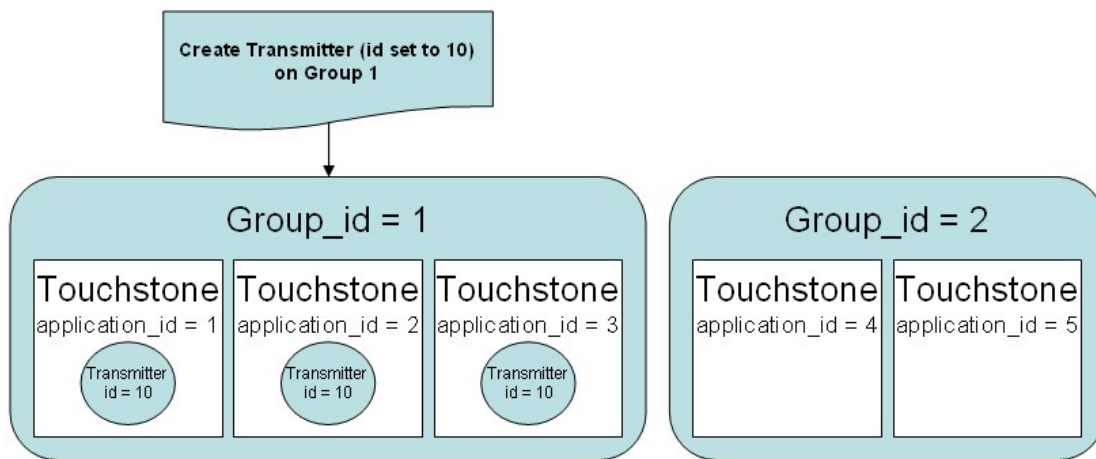 Create Transmitter (id set to 10)
on Group 1
Group_id = 1
Group_id = 2
Touchstone
application_id = 1
Transmitter
id = 10
Touchstone
application_id = 2
Transmitter
id = 10
Touchstone
application_id = 3
Transmitter
id = 10
Touchstone
application_id = 4
Touchstone
application_id = 5